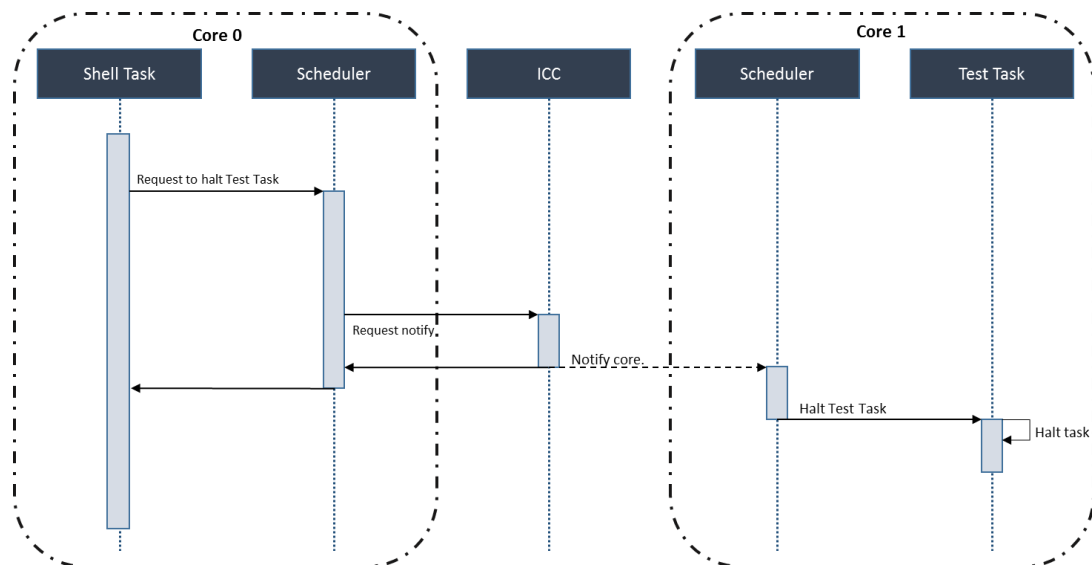 Core 0
Core 1
Shell Task
Scheduler
ICC
Scheduler
Test Task
Request to halt Test Task
Request notify
Notify core.
Halt Test Task
Halt task